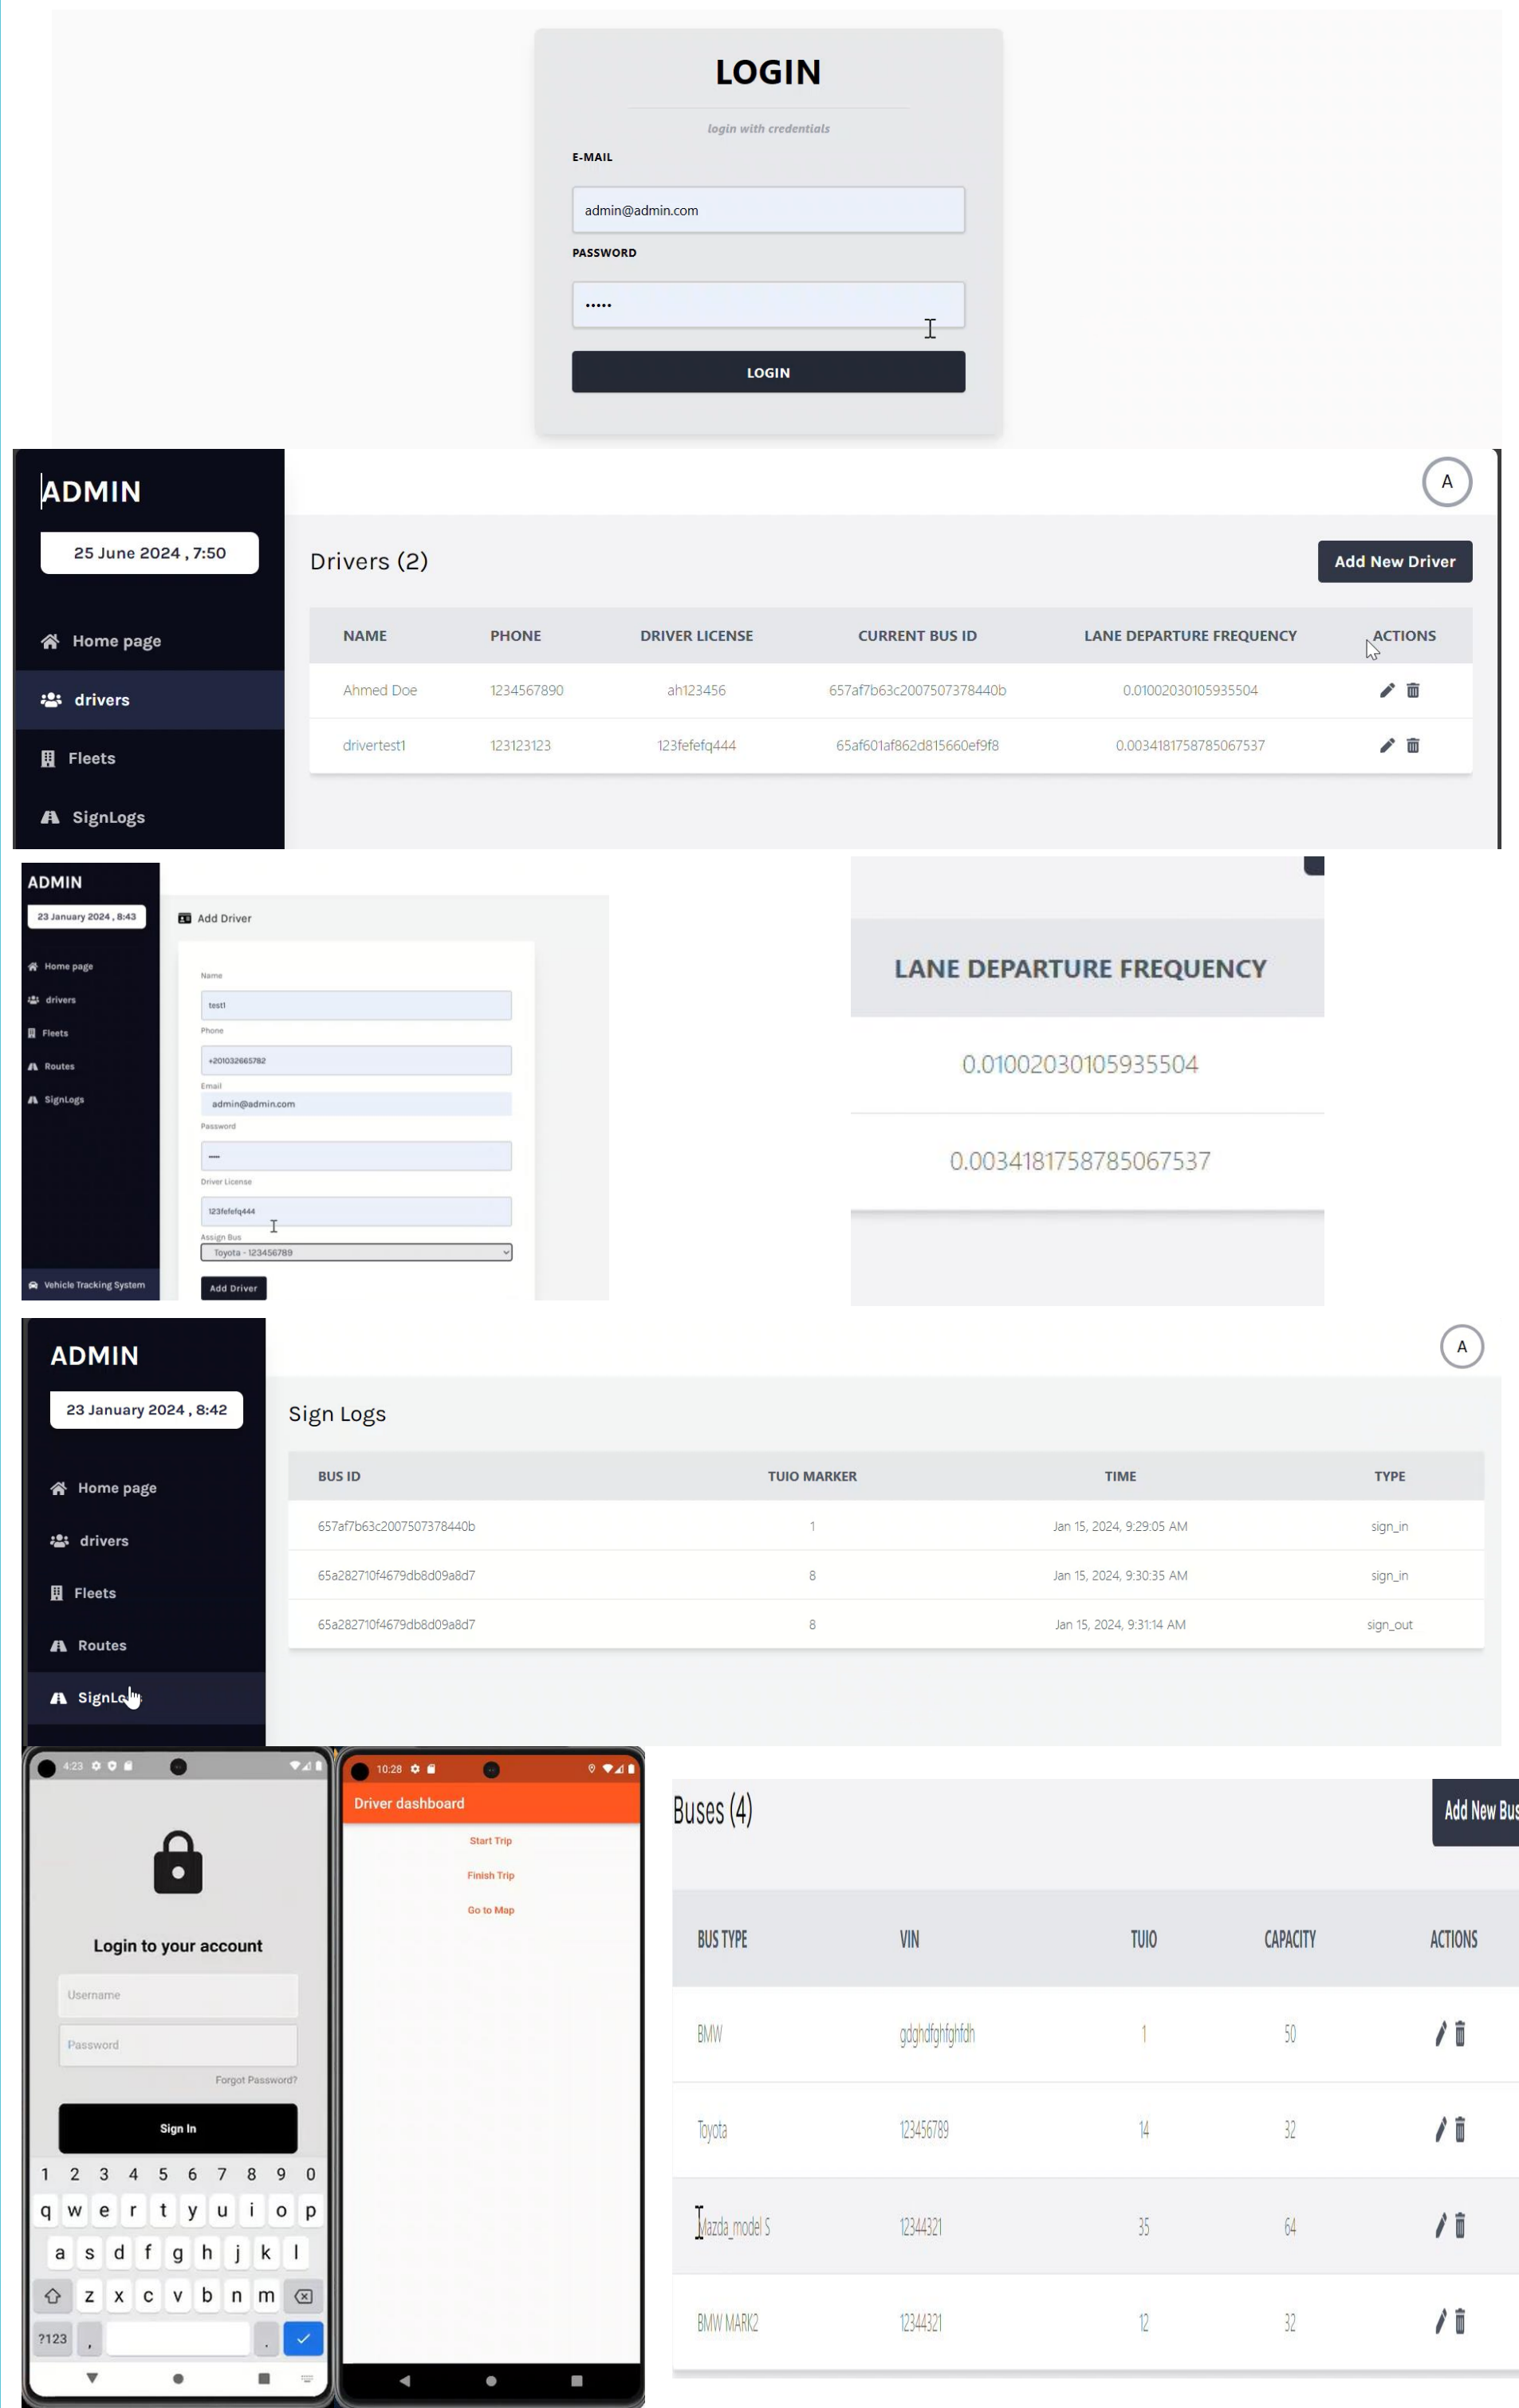 LOGIN
login with credentials
E-MAIL
admin@admin.com
PASSWORD
•••••
LOGIN
ADMIN
A
25 June 2024 , 7:50
Drivers (2)
Add New Driver
Home page
drivers
Fleets
SignLogs
NAME PHONE DRIVER LICENSE CURRENT BUS ID LANE DEPARTURE FREQUENCY ACTIONS
Ahmed Doe 1234567890 ah123456 657af7b63c2007507378440b 0.01002030105935504
drivertest1 123123123 123fefefq444 65af601af862d815660ef9f8 0.0034181758785067537
ADMIN
23 January 2024 , 8:43
Home page
drivers
Fleets
Routes
SignLogs
Vehicle Tracking System
Add Driver
Name
test1
Phone
+201032665782
Email
admin@admin.com
Password
•••••
Driver License
123fefefq444
Assign Bus
Toyota - 123456789
Add Driver
LANE DEPARTURE FREQUENCY
0.01002030105935504
0.0034181758785067537
ADMIN
A
23 January 2024 , 8:42
Home page
drivers
Fleets
Routes
Sign Logs
BUS ID TUIO MARKER TIME TYPE
657af7b63c2007507378440b 1 Jan 15, 2024, 9:29:05 AM sign_in
65a282710f4679db8d09a8d7 8 Jan 15, 2024, 9:30:35 AM sign_in
65a282710f4679db8d09a8d7 8 Jan 15, 2024, 9:31:14 AM sign_out
4:23
Login to your account
Username
Password
Forgot Password?
Sign In
1 2 3 4 5 6 7 8 9 0
q w e r t y u i o p
a s d f g h j k l
z x c v b n m
?123 , .
10:28
Driver dashboard
Start Trip
Finish Trip
Go to Map
Buses (4)
Add New Bus
BUS TYPE VIN TUIO CAPACITY ACTIONS
BMW gdghdfghfghfdh 1 50
Toyota 123456789 14 32
Mazda_model S 12344321 35 64
BMW MARK2 12344321 12 32